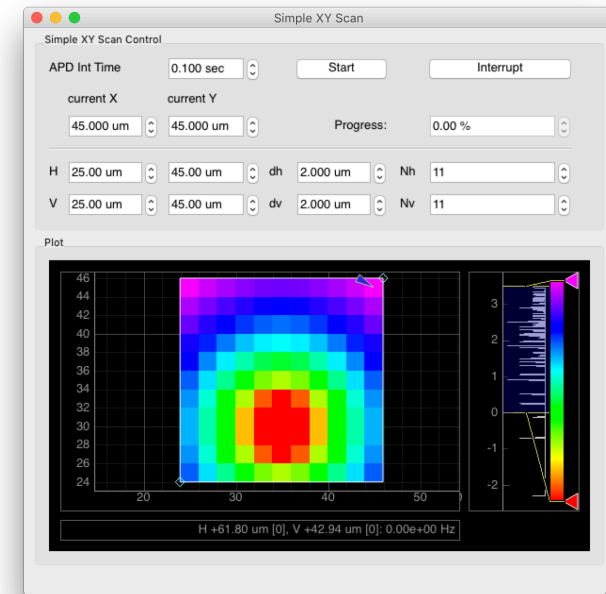 Simple XY Scan
Simple XY Scan Control
APD Int Time 0.100 sec Start Interrupt
current X current Y
45.000 um 45.000 um Progress: 0.00 %
H 25.00 um 45.00 um dh 2.000 um Nh 11
V 25.00 um 45.00 um dv 2.000 um Nv 11
Plot
46
44
42
40
38
36
34
32
30
28
26
24
20 30 40 50
3
2
1
0
-1
-2
H +61.80 um [0], V +42.94 um [0]: 0.00e+00 Hz